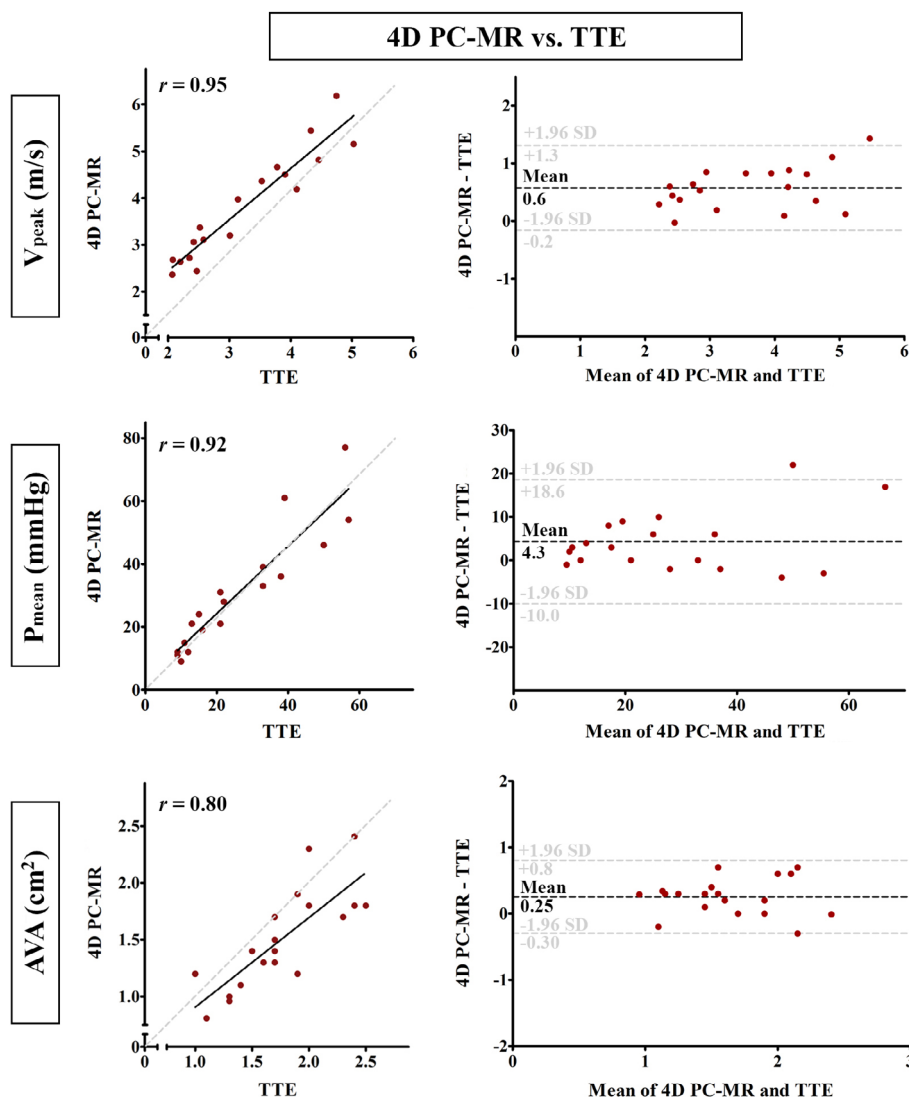 4D PC-MR vs. TTE
V peak (m/s)
r = 0.95
4D PC-MR
6
5
4
3
2
0
0 2 3 4 5 6
TTE
4D PC-MR - TTE
2
1
0
-1
+1.96 SD
+1.3
Mean
0.6
-1.96 SD
-0.2
0 1 2 3 4 5 6
Mean of 4D PC-MR and TTE
P mean (mmHg)
r = 0.92
4D PC-MR
80
60
40
20
0
0 20 40 60
TTE
4D PC-MR - TTE
30
20
10
0
-10
-20
+1.96 SD
+18.6
Mean
4.3
-1.96 SD
-10.0
0 20 40 60
Mean of 4D PC-MR and TTE
AVA (cm²)
r = 0.80
4D PC-MR
2.5
2.0
1.5
1.0
0
0 1.0 1.5 2.0 2.5
TTE
4D PC-MR - TTE
2
1
0
-1
-2
+1.96 SD
+0.8
Mean
0.25
-1.96 SD
-0.30
0 1 2 3
Mean of 4D PC-MR and TTE